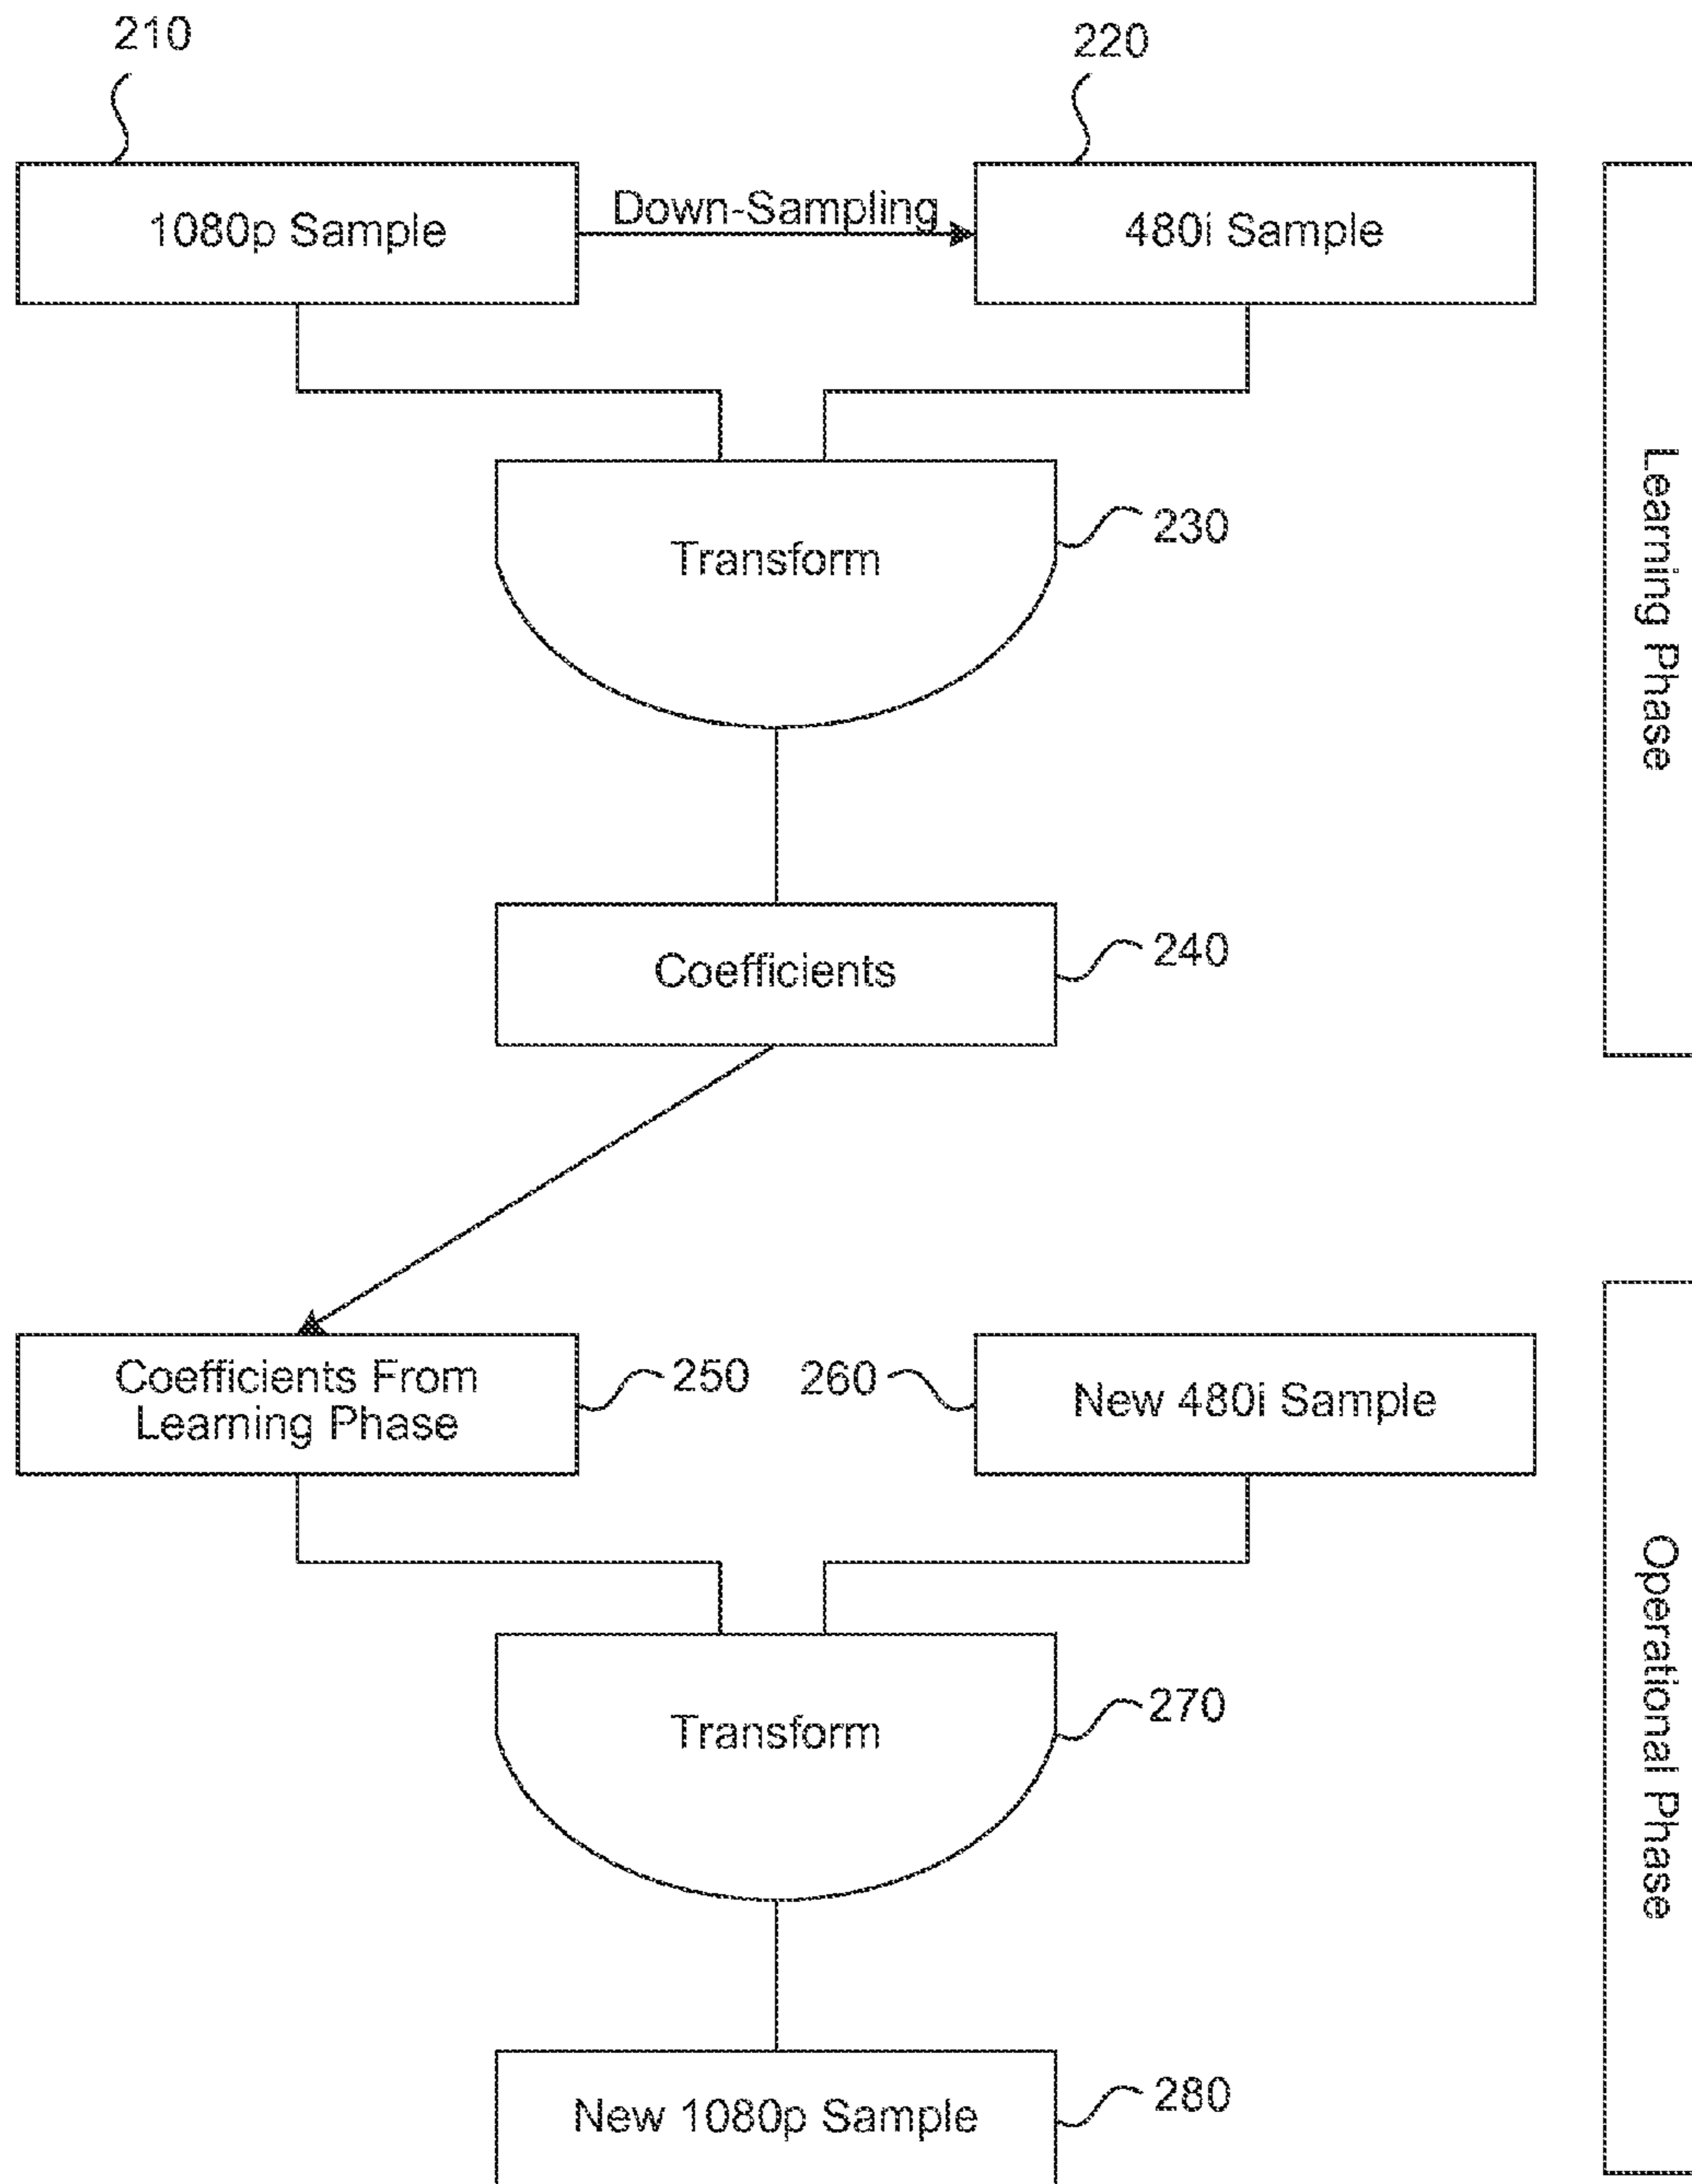 210
220
1080p Sample
Down-Sampling
480i Sample
Transform
230
Learning Phase
Coefficients
240
Coefficients From
Learning Phase
250
260
New 480i Sample
Transform
270
Operational Phase
New 1080p Sample
280